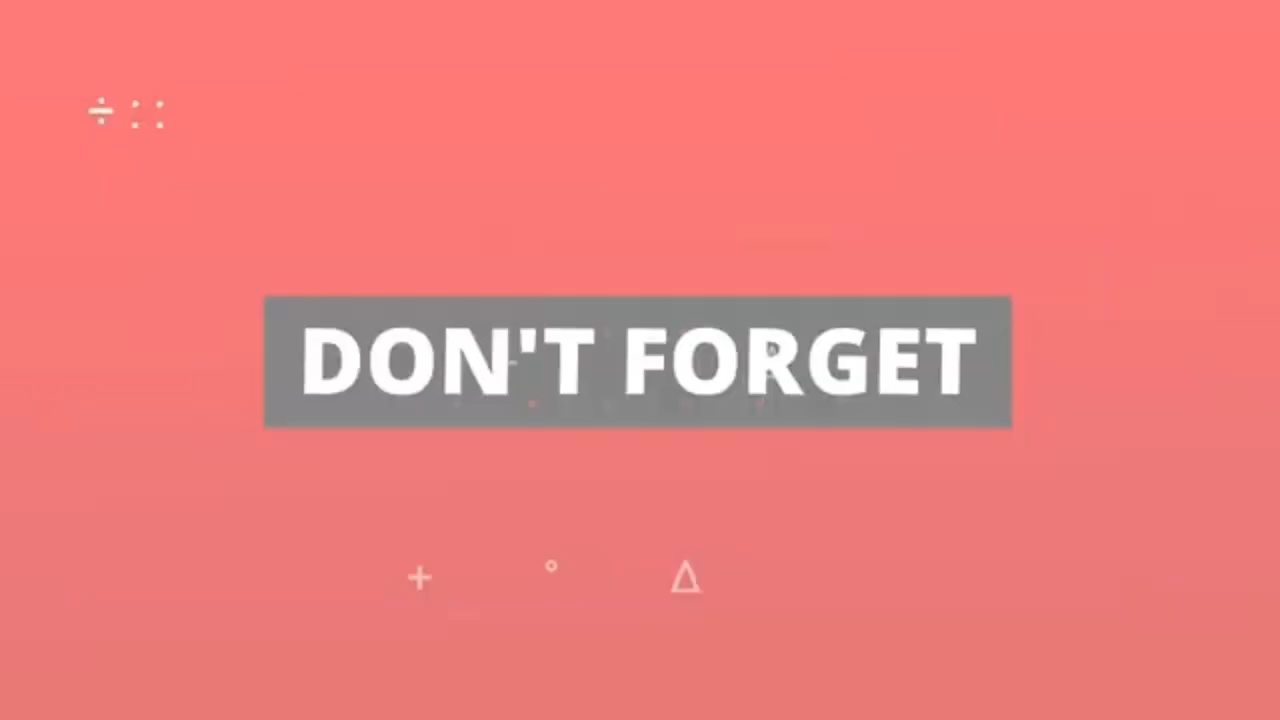 ÷ : :
DON'T FORGET
+ ° Δ